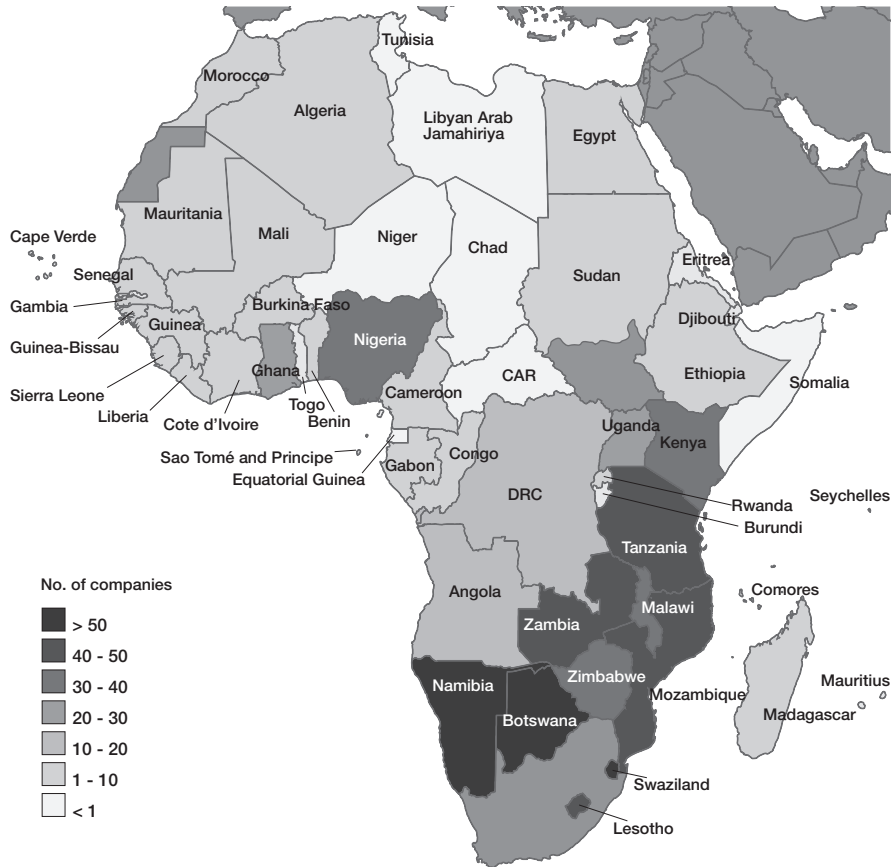 Tunisia
Morocco
Algeria
Libyan Arab
Jamahiriya
Egypt
Mauritania
Mali
Niger
Chad
Sudan
Eritrea
Cape Verde
Senegal
Gambia
Guinea-Bissau
Guinea
Burkina Faso
Nigeria
Djibouti
Ethiopia
Somalia
Sierra Leone
Liberia
Cote d’Ivoire
Ghana
Togo
Benin
Cameroon
CAR
Sao Tomé and Principe
Equatorial Guinea
Gabon
Congo
DRC
Uganda
Kenya
Rwanda
Burundi
Seychelles
Tanzania
Angola
Zambia
Malawi
Comores
Namibia
Botswana
Zimbabwe
Mozambique
Madagascar
Mauritius
Swaziland
Lesotho
No. of companies
> 50
40 - 50
30 - 40
20 - 30
10 - 20
1 - 10
< 1